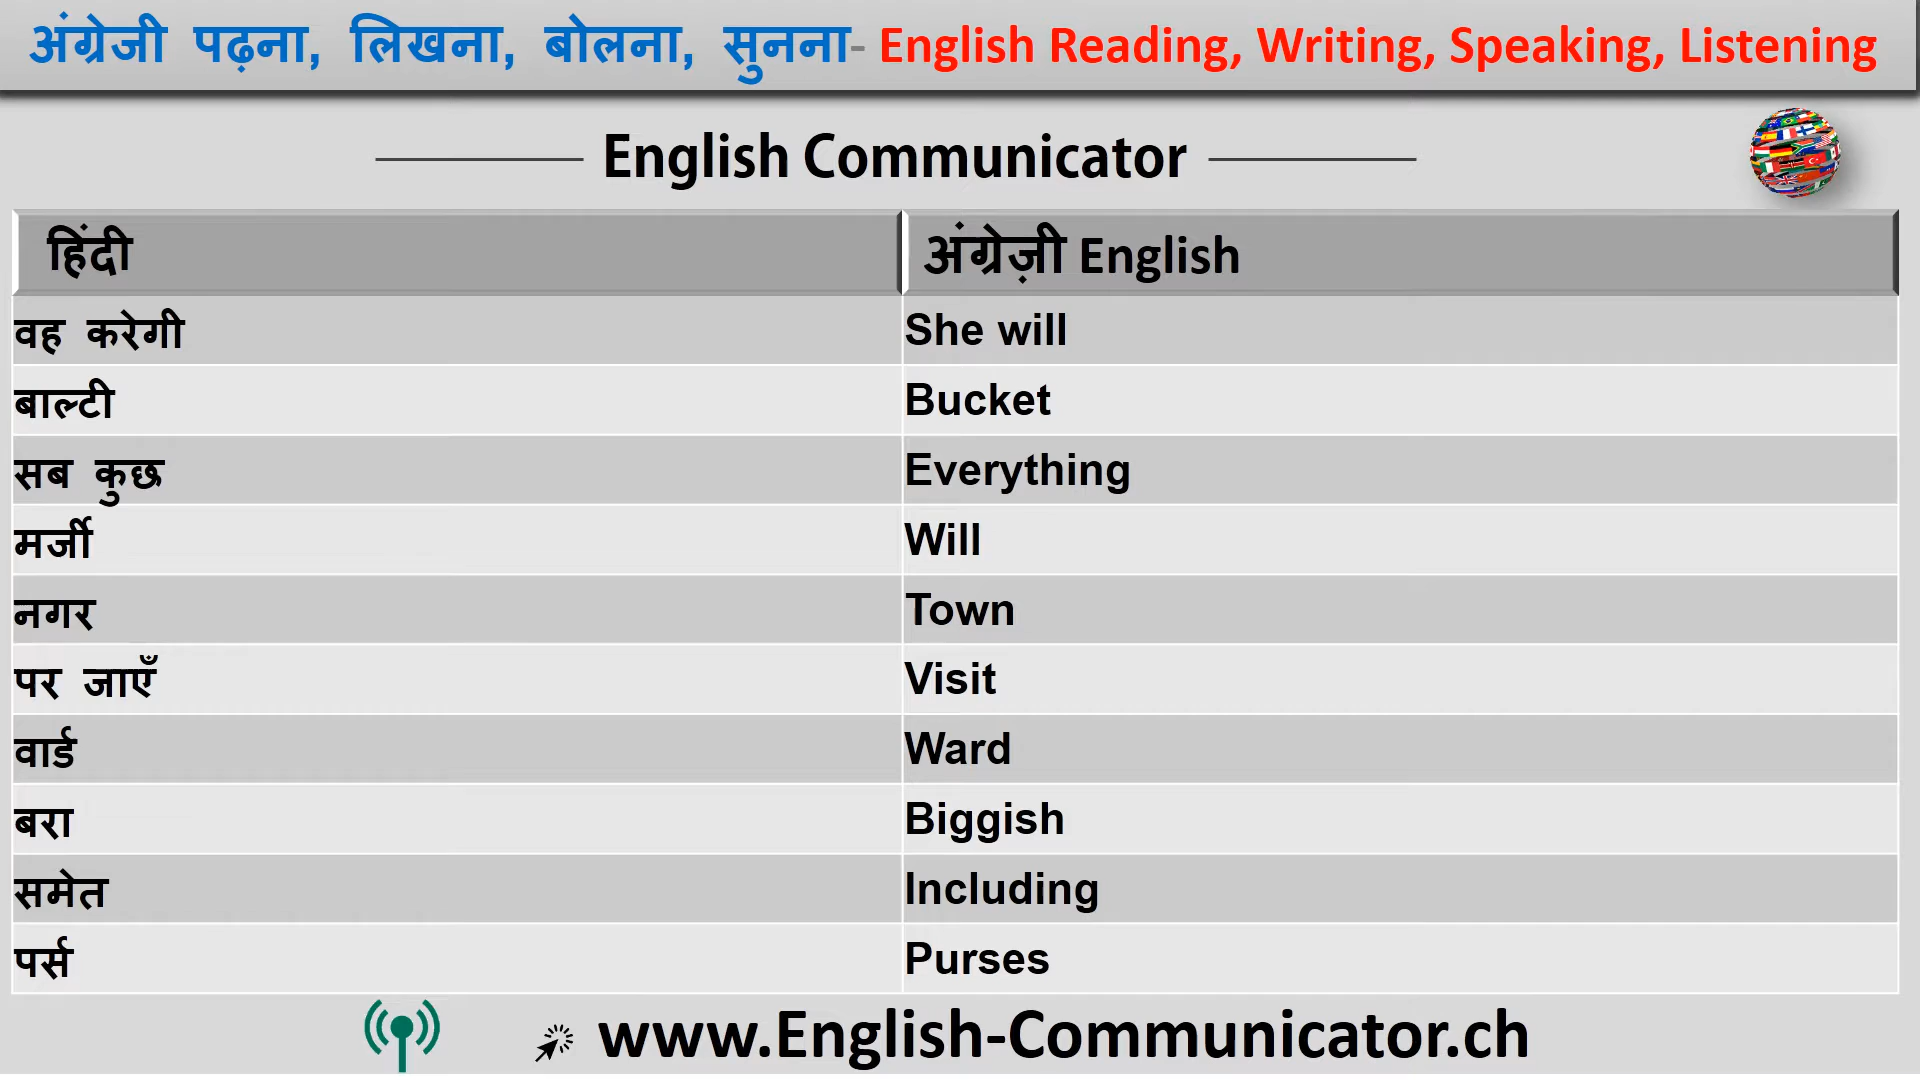 अंग्रेजी पढ़ना, लिखना, बोलना, सुनना- English Reading, Writing, Speaking, Listening
English Communicator
हिंदी अंग्रेज़ी English
वह करेगी She will
बाल्टी Bucket
सब कुछ Everything
मर्जी Will
नगर Town
पर जाएँ Visit
वार्ड Ward
बरा Biggish
समेत Including
पर्स Purses
www.English-Communicator.ch